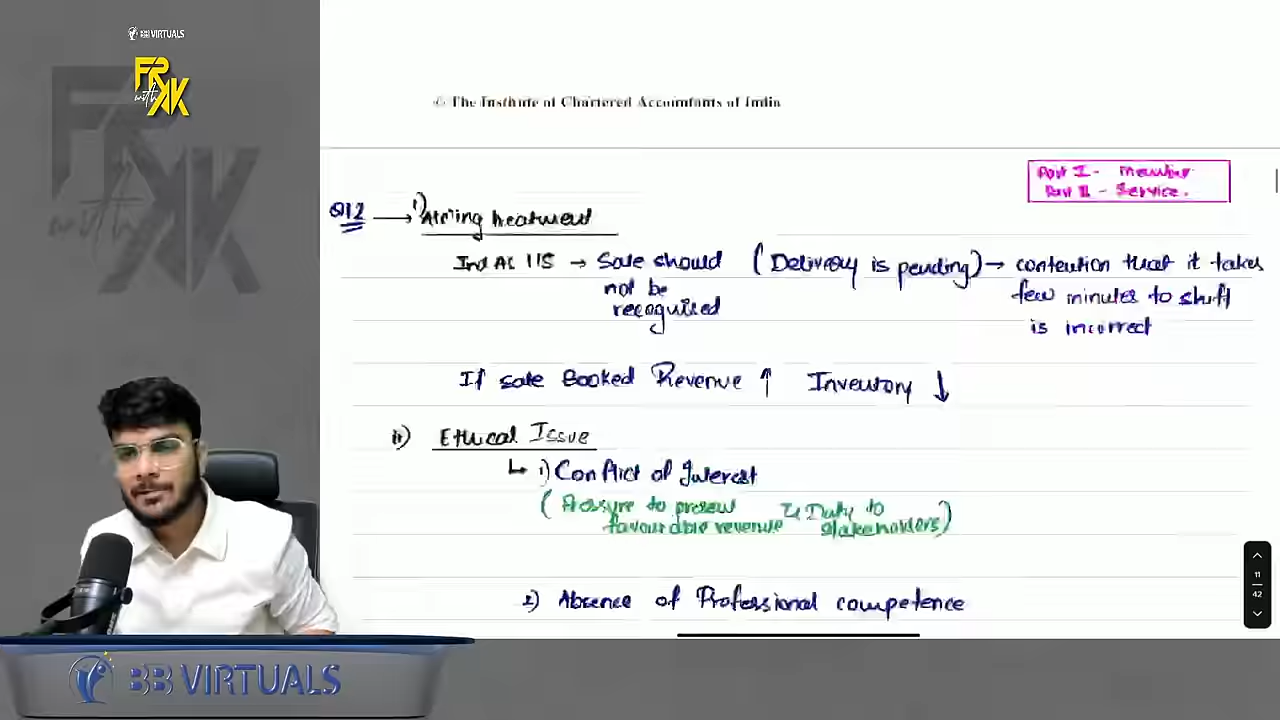 BB VIRTUALS
FR
with
KK
© The Institute of Chartered Accountants of India
Part I - Member
Part II - Service.
Q12 → i)
treatment
Ind AS 115 → Sale should (Delivery is pending) → contention that it takes
not be few minutes to shift
recognised is incorrect
If sale Booked Revenue ↑ Inventory ↓
ii) Ethical Issue
↳ 1) Conflict of Interest
(Pressure to present Duty to
favourable revenue stakeholders)
2) Absence of Professional competence
11
42
BB VIRTUALS